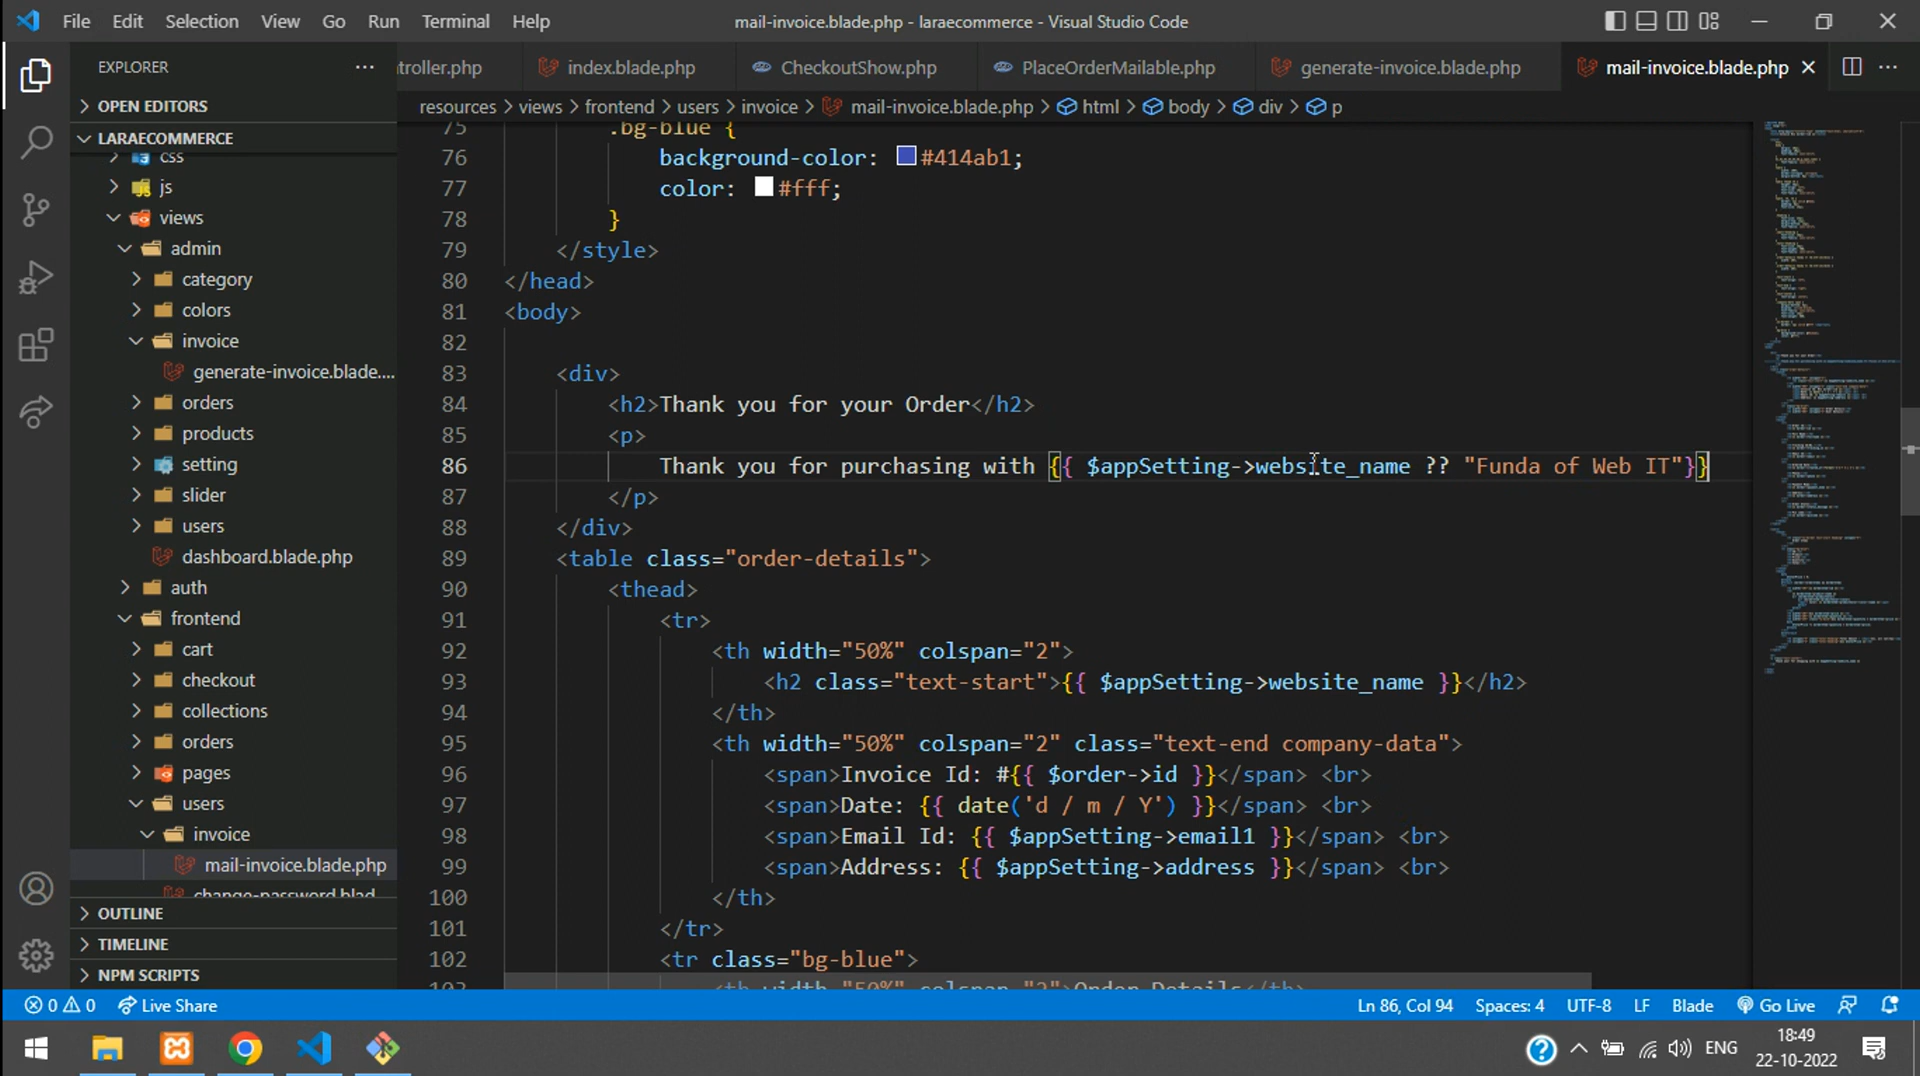 File Edit Selection View Go Run Terminal Help
mail-invoice.blade.php - laraecommerce - Visual Studio Code
EXPLORER
OPEN EDITORS
LARAECOMMERCE
css
js
views
admin
category
colors
invoice
generate-invoice.blade....
orders
products
setting
slider
users
dashboard.blade.php
auth
frontend
cart
checkout
collections
orders
pages
users
invoice
mail-invoice.blade.php
change-password.blad...
OUTLINE
TIMELINE
NPM SCRIPTS
troller.php index.blade.php CheckoutShow.php PlaceOrderMailable.php generate-invoice.blade.php mail-invoice.blade.php
resources > views > frontend > users > invoice > mail-invoice.blade.php > html > body > div > p
75 .bg-blue {
76 background-color: #414ab1;
77 color: #fff;
78 }
79 </style>
80 </head>
81 <body>
82
83 <div>
84 <h2>Thank you for your Order</h2>
85 <p>
86 Thank you for purchasing with {{ $appSetting->website_name ?? "Funda of Web IT"}}
87 </p>
88 </div>
89 <table class="order-details">
90 <thead>
91 <tr>
92 <th width="50%" colspan="2">
93 <h2 class="text-start">{{ $appSetting->website_name }}</h2>
94 </th>
95 <th width="50%" colspan="2" class="text-end company-data">
96 <span>Invoice Id: #{{ $order->id }}</span> <br>
97 <span>Date: {{ date('d / m / Y') }}</span> <br>
98 <span>Email Id: {{ $appSetting->email1 }}</span> <br>
99 <span>Address: {{ $appSetting->address }}</span> <br>
100 </th>
101 </tr>
102 <tr class="bg-blue">
103 <th width="50%" colspan="2">Order Details</th>
0 0 Live Share
Ln 86, Col 94 Spaces: 4 UTF-8 LF Blade Go Live
ENG
18:49
22-10-2022